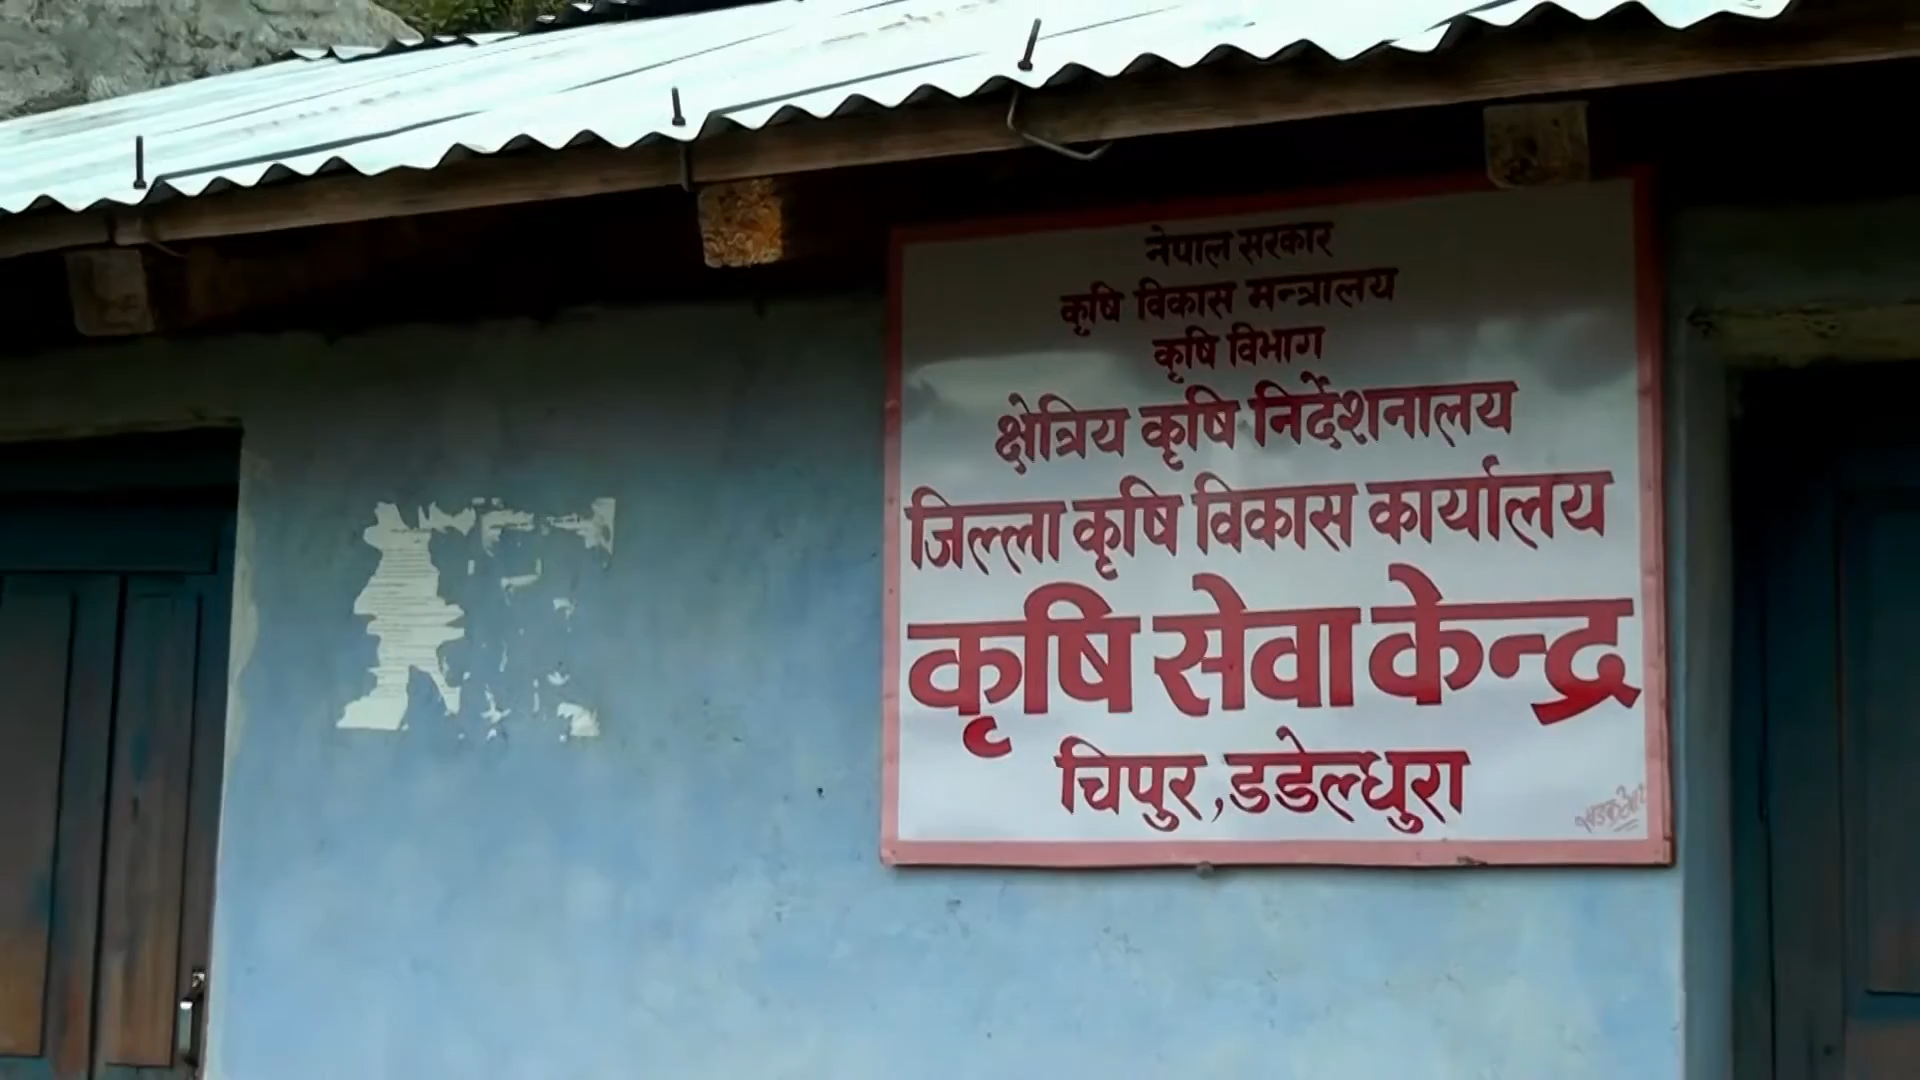 नेपाल सरकार
कृषि विकास मन्त्रालय
कृषि विभाग
क्षेत्रिय कृषि निर्देशनालय
जिल्ला कृषि विकास कार्यालय
कृषि सेवा केन्द्र
चिपुर, डडेल्धुरा